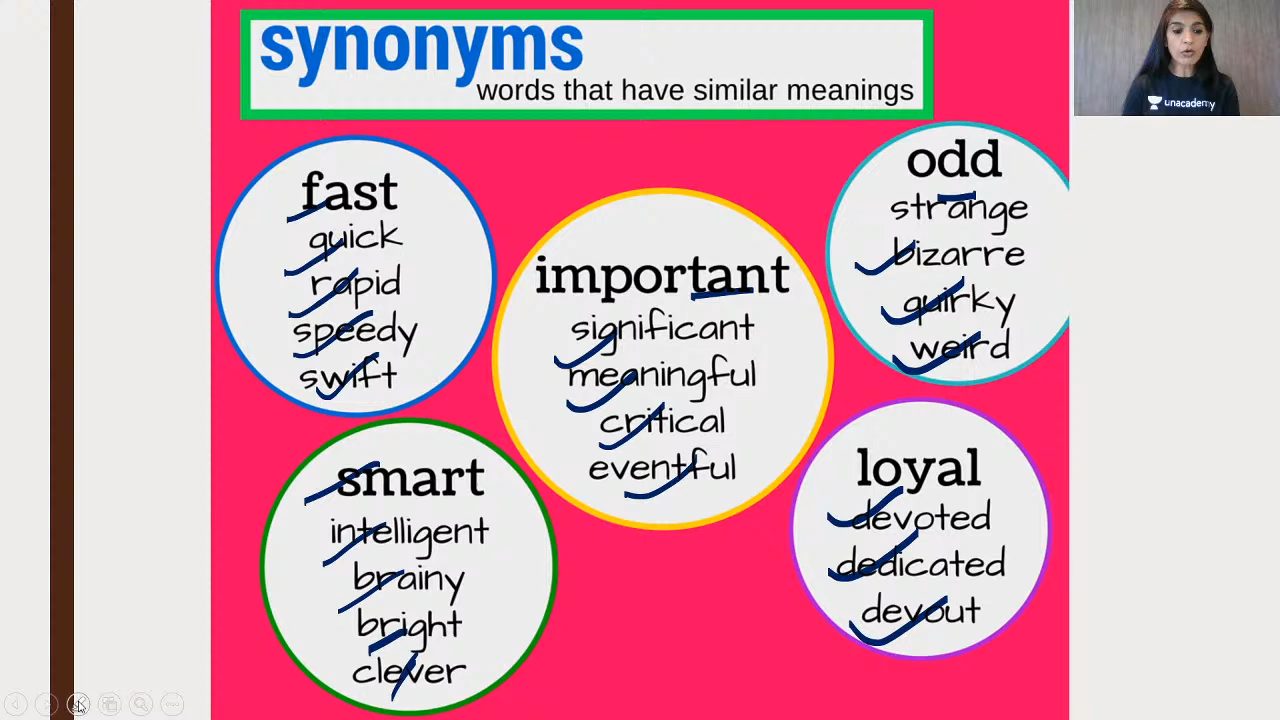 synonyms
words that have similar meanings
unacademy
fast
quick
rapid
speedy
swift
important
significant
meaningful
critical
eventful
odd
strange
bizarre
quirky
weird
smart
intelligent
brainy
bright
clever
loyal
devoted
dedicated
devout